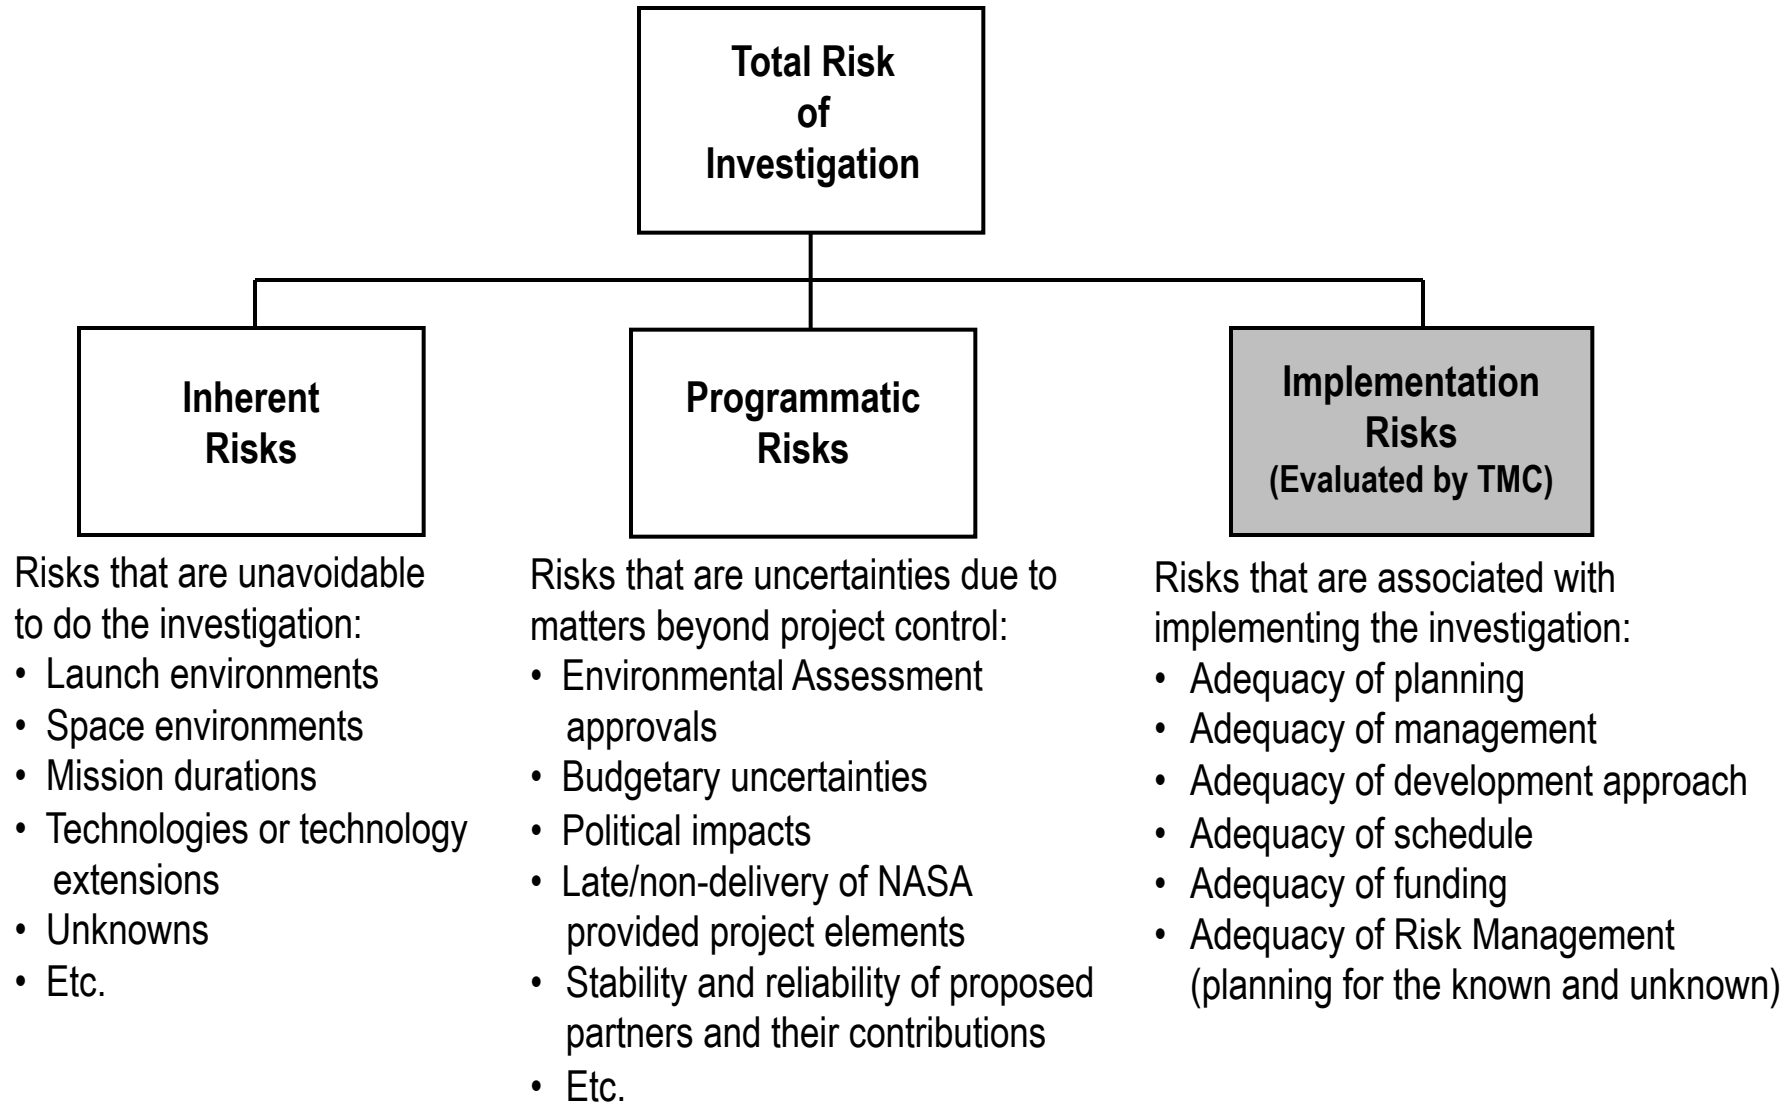 Total Risk
of
Investigation
Inherent
Risks
Programmatic
Risks
Implementation
Risks
(Evaluated by TMC)
Risks that are unavoidable
to do the investigation:
• Launch environments
• Space environments
• Mission durations
• Technologies or technology
extensions
• Unknowns
• Etc.
Risks that are uncertainties due to
matters beyond project control:
• Environmental Assessment
approvals
• Budgetary uncertainties
• Political impacts
• Late/non-delivery of NASA
provided project elements
• Stability and reliability of proposed
partners and their contributions
• Etc.
Risks that are associated with
implementing the investigation:
• Adequacy of planning
• Adequacy of management
• Adequacy of development approach
• Adequacy of schedule
• Adequacy of funding
• Adequacy of Risk Management
(planning for the known and unknown)